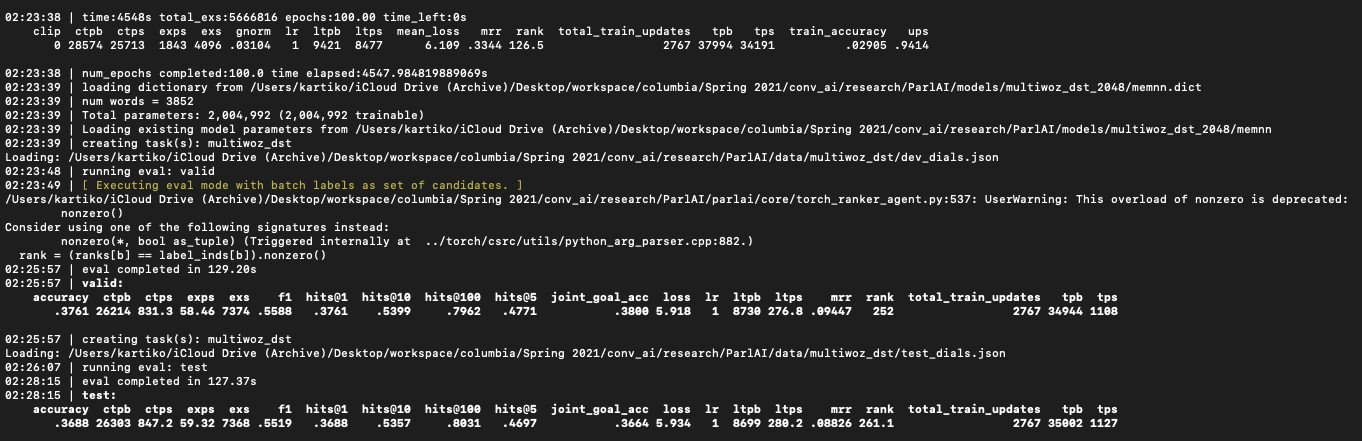 02:23:38 | time:4548s total_exs:5666816 epochs:100.00 time_left:0s
clip ctpb ctps exps exs gnorm lr ltpb ltps mean_loss mrr rank total_train_updates tpb tps train_accuracy ups
0 28574 25713 1843 4096 .03104 1 9421 8477 6.109 .3344 126.5 2767 37994 34191 .02905 .9414
02:23:38 | num_epochs completed:100.0 time elapsed:4547.984819889069s
02:23:39 | loading dictionary from /Users/kartiko/iCloud Drive (Archive)/Desktop/workspace/columbia/Spring 2021/conv_ai/research/ParlAI/models/multiwoz_dst_2048/memnn.dict
02:23:39 | num words = 3852
02:23:39 | Total parameters: 2,004,992 (2,004,992 trainable)
02:23:39 | Loading existing model parameters from /Users/kartiko/iCloud Drive (Archive)/Desktop/workspace/columbia/Spring 2021/conv_ai/research/ParlAI/models/multiwoz_dst_2048/memnn
02:23:39 | creating task(s): multiwoz_dst
Loading: /Users/kartiko/iCloud Drive (Archive)/Desktop/workspace/columbia/Spring 2021/conv_ai/research/ParlAI/data/multiwoz_dst/dev_dials.json
02:23:48 | running eval: valid
02:23:49 | [ Executing eval mode with batch labels as set of candidates. ]
/Users/kartiko/iCloud Drive (Archive)/Desktop/workspace/columbia/Spring 2021/conv_ai/research/ParlAI/parlai/core/torch_ranker_agent.py:537: UserWarning: This overload of nonzero is deprecated:
nonzero()
Consider using one of the following signatures instead:
nonzero(*, bool as_tuple) (Triggered internally at  ../torch/csrc/utils/python_arg_parser.cpp:882.)
rank = (ranks[b] == label_inds[b]).nonzero()
02:25:57 | eval completed in 129.20s
02:25:57 | valid:
accuracy ctpb ctps exps exs f1 hits@1 hits@10 hits@100 hits@5 joint_goal_acc loss lr ltpb ltps mrr rank total_train_updates tpb tps
.3761 26214 831.3 58.46 7374 .5588 .3761 .5399 .7962 .4771 .3800 5.918 1 8730 276.8 .09447 252 2767 34944 1108
02:25:57 | creating task(s): multiwoz_dst
Loading: /Users/kartiko/iCloud Drive (Archive)/Desktop/workspace/columbia/Spring 2021/conv_ai/research/ParlAI/data/multiwoz_dst/test_dials.json
02:26:07 | running eval: test
02:28:15 | eval completed in 127.37s
02:28:15 | test:
accuracy ctpb ctps exps exs f1 hits@1 hits@10 hits@100 hits@5 joint_goal_acc loss lr ltpb ltps mrr rank total_train_updates tpb tps
.3688 26303 847.2 59.32 7368 .5519 .3688 .5357 .8031 .4697 .3664 5.934 1 8699 280.2 .08826 261.1 2767 35002 1127